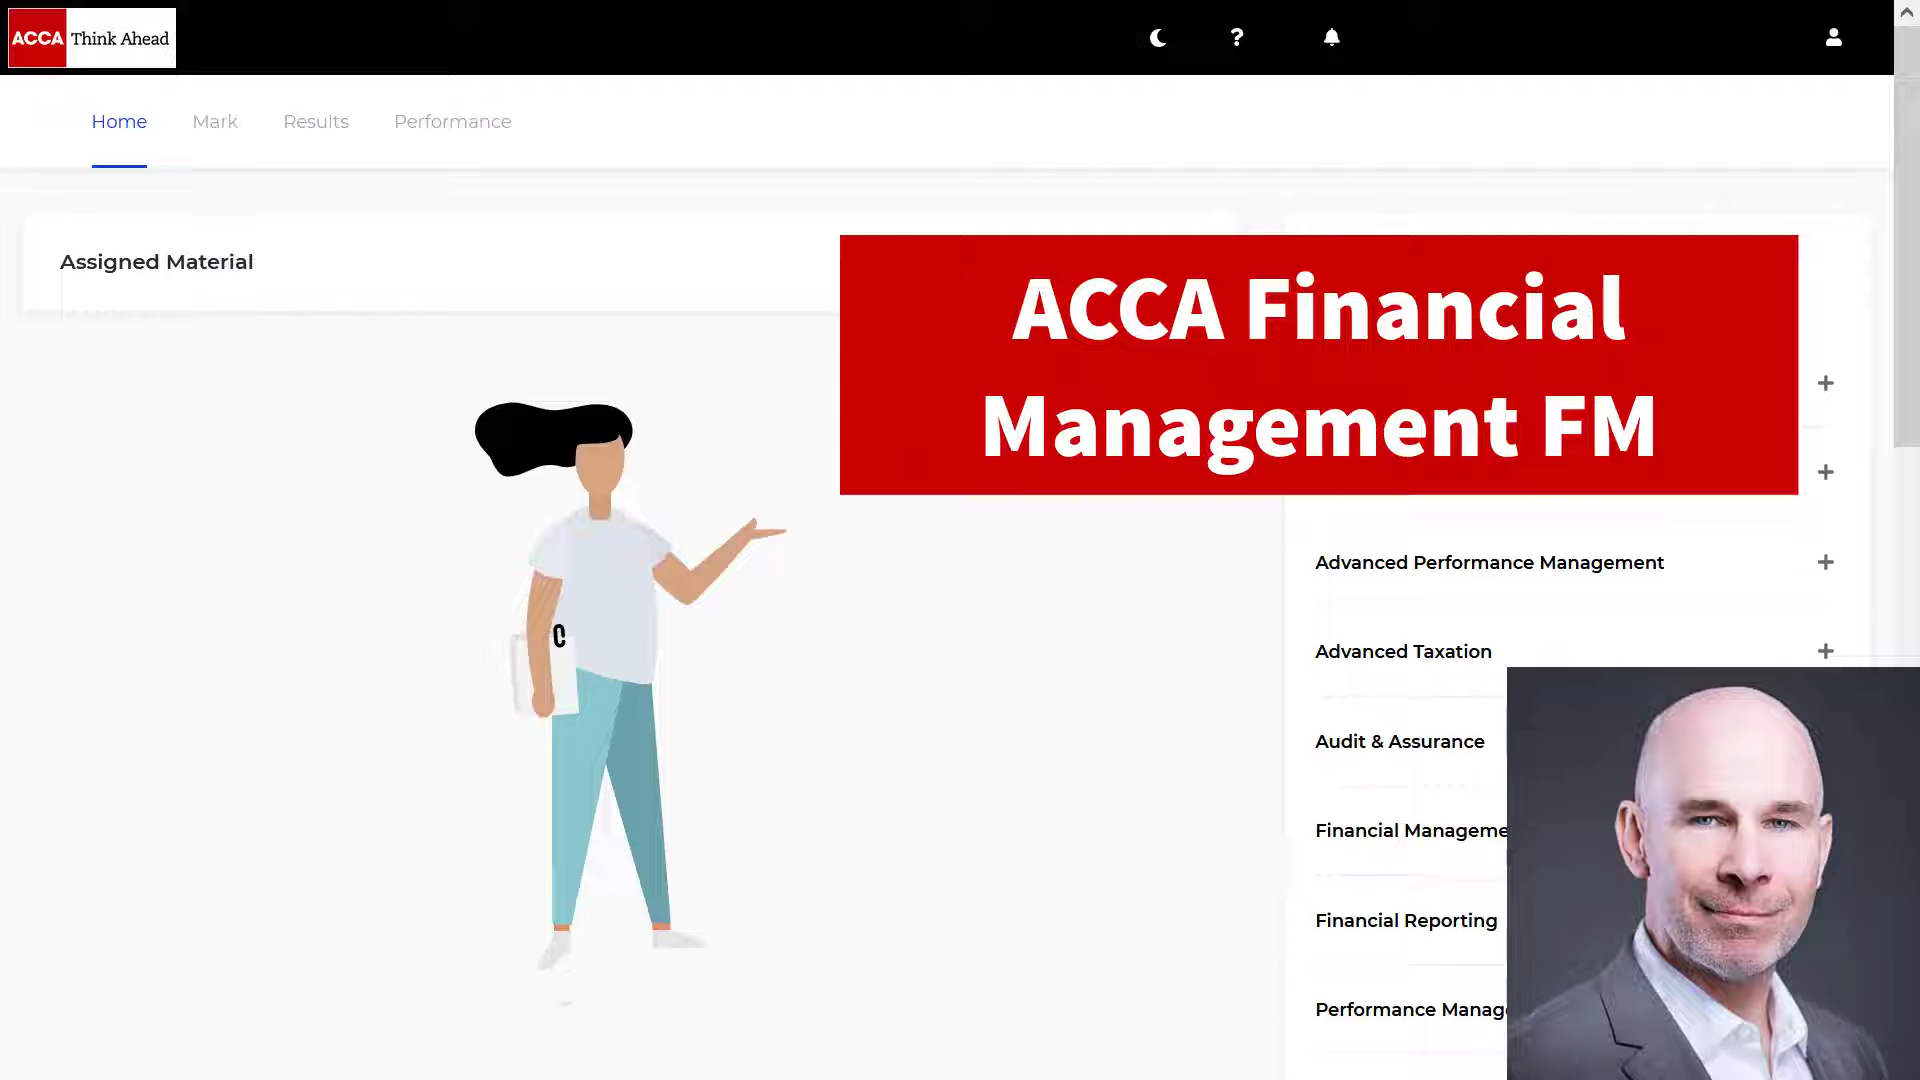 ACCA Think Ahead
?
Home Mark Results Performance
Assigned Material
ACCA Financial
Management FM
Advanced Performance Management
Advanced Taxation
Audit & Assurance
Financial Manageme
Financial Reporting
Performance Manag